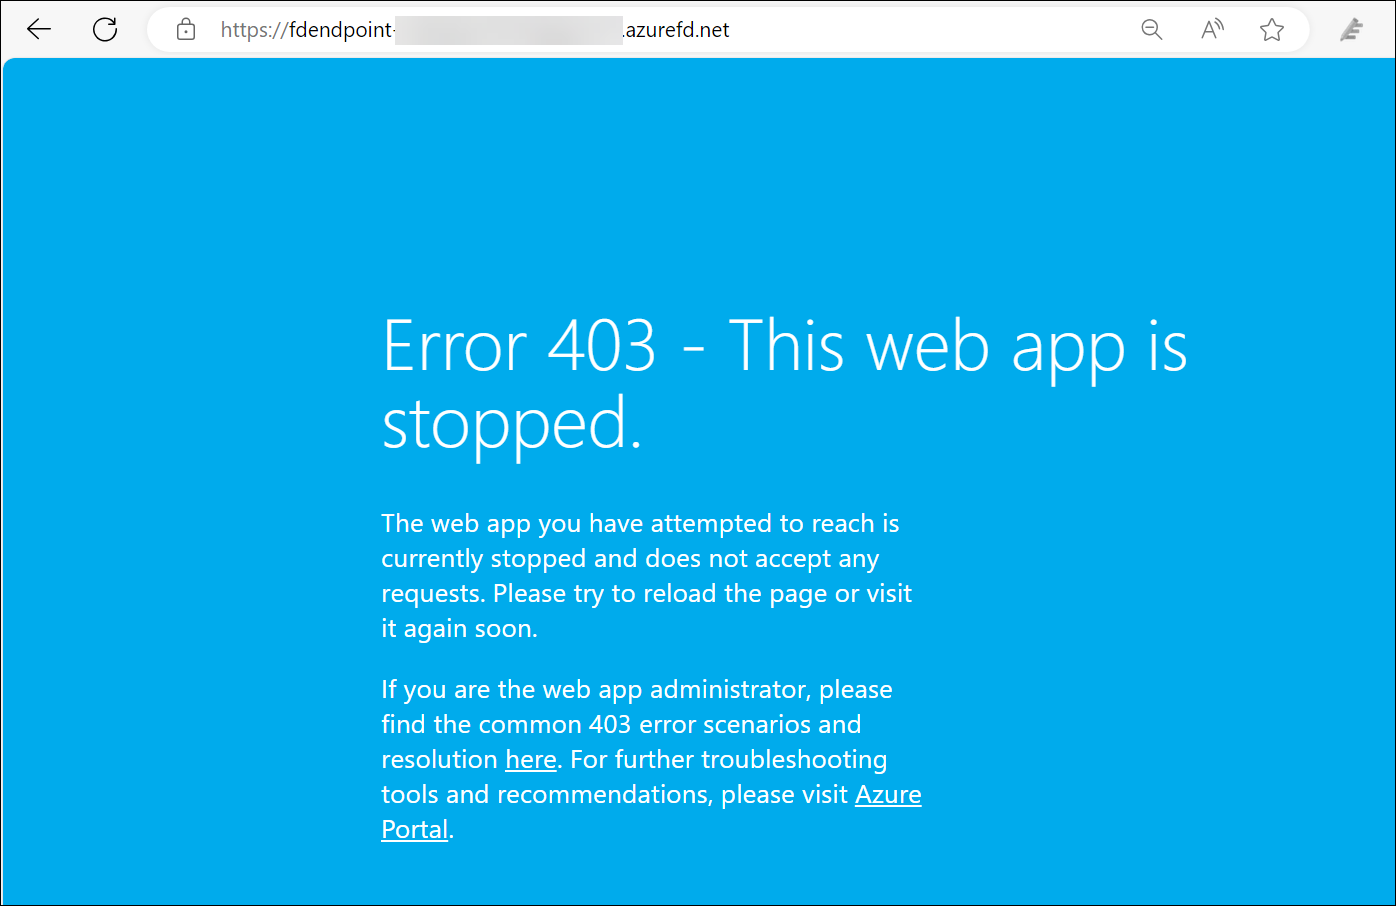 https://fdendpoint- .azurefd.net
Error 403 - This web app is
stopped.
The web app you have attempted to reach is
currently stopped and does not accept any
requests. Please try to reload the page or visit
it again soon.
If you are the web app administrator, please
find the common 403 error scenarios and
resolution here. For further troubleshooting
tools and recommendations, please visit Azure
Portal.